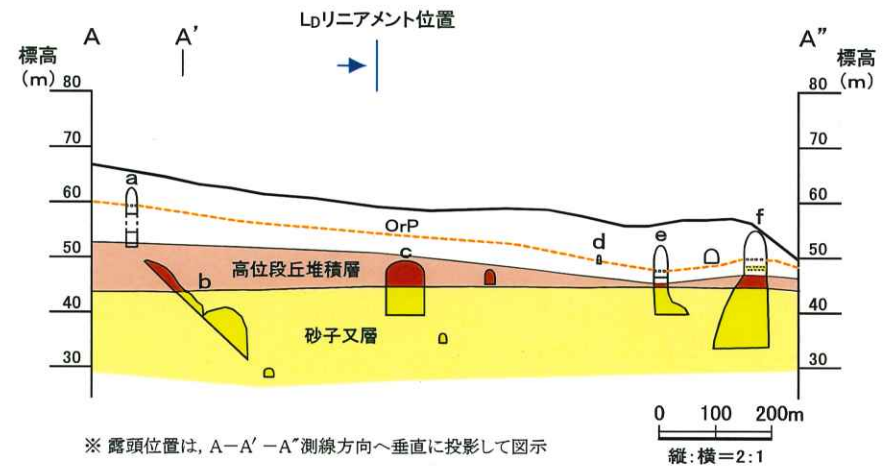 LDリニアメント位置
A A' A"
標高
(m)
標高
(m)
80
70
60
50
40
30
80
70
60
50
40
30
a
b
OrP
c
d
e
f
高位段丘堆積層
砂子又層
0 100 200m
縦:横=2:1
※ 露頭位置は, A-A'-A"測線方向へ垂直に投影して図示